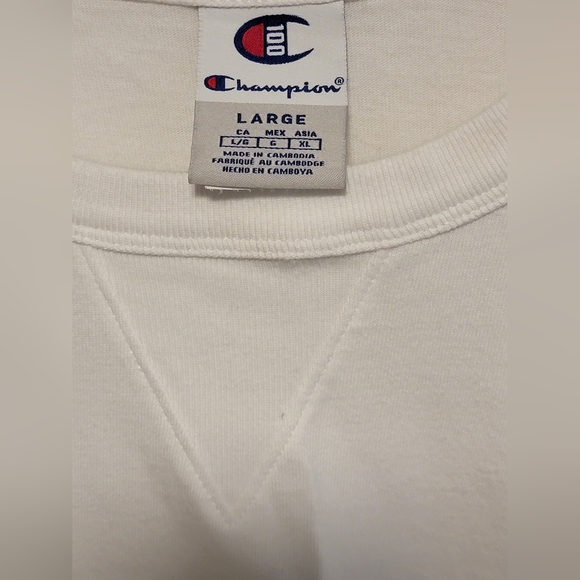 100
Champion®
LARGE
CA MEX ASIA
L/G G XL
MADE IN CAMBODIA
FABRIQUÉ AU CAMBODGE
HECHO EN CAMBOYA